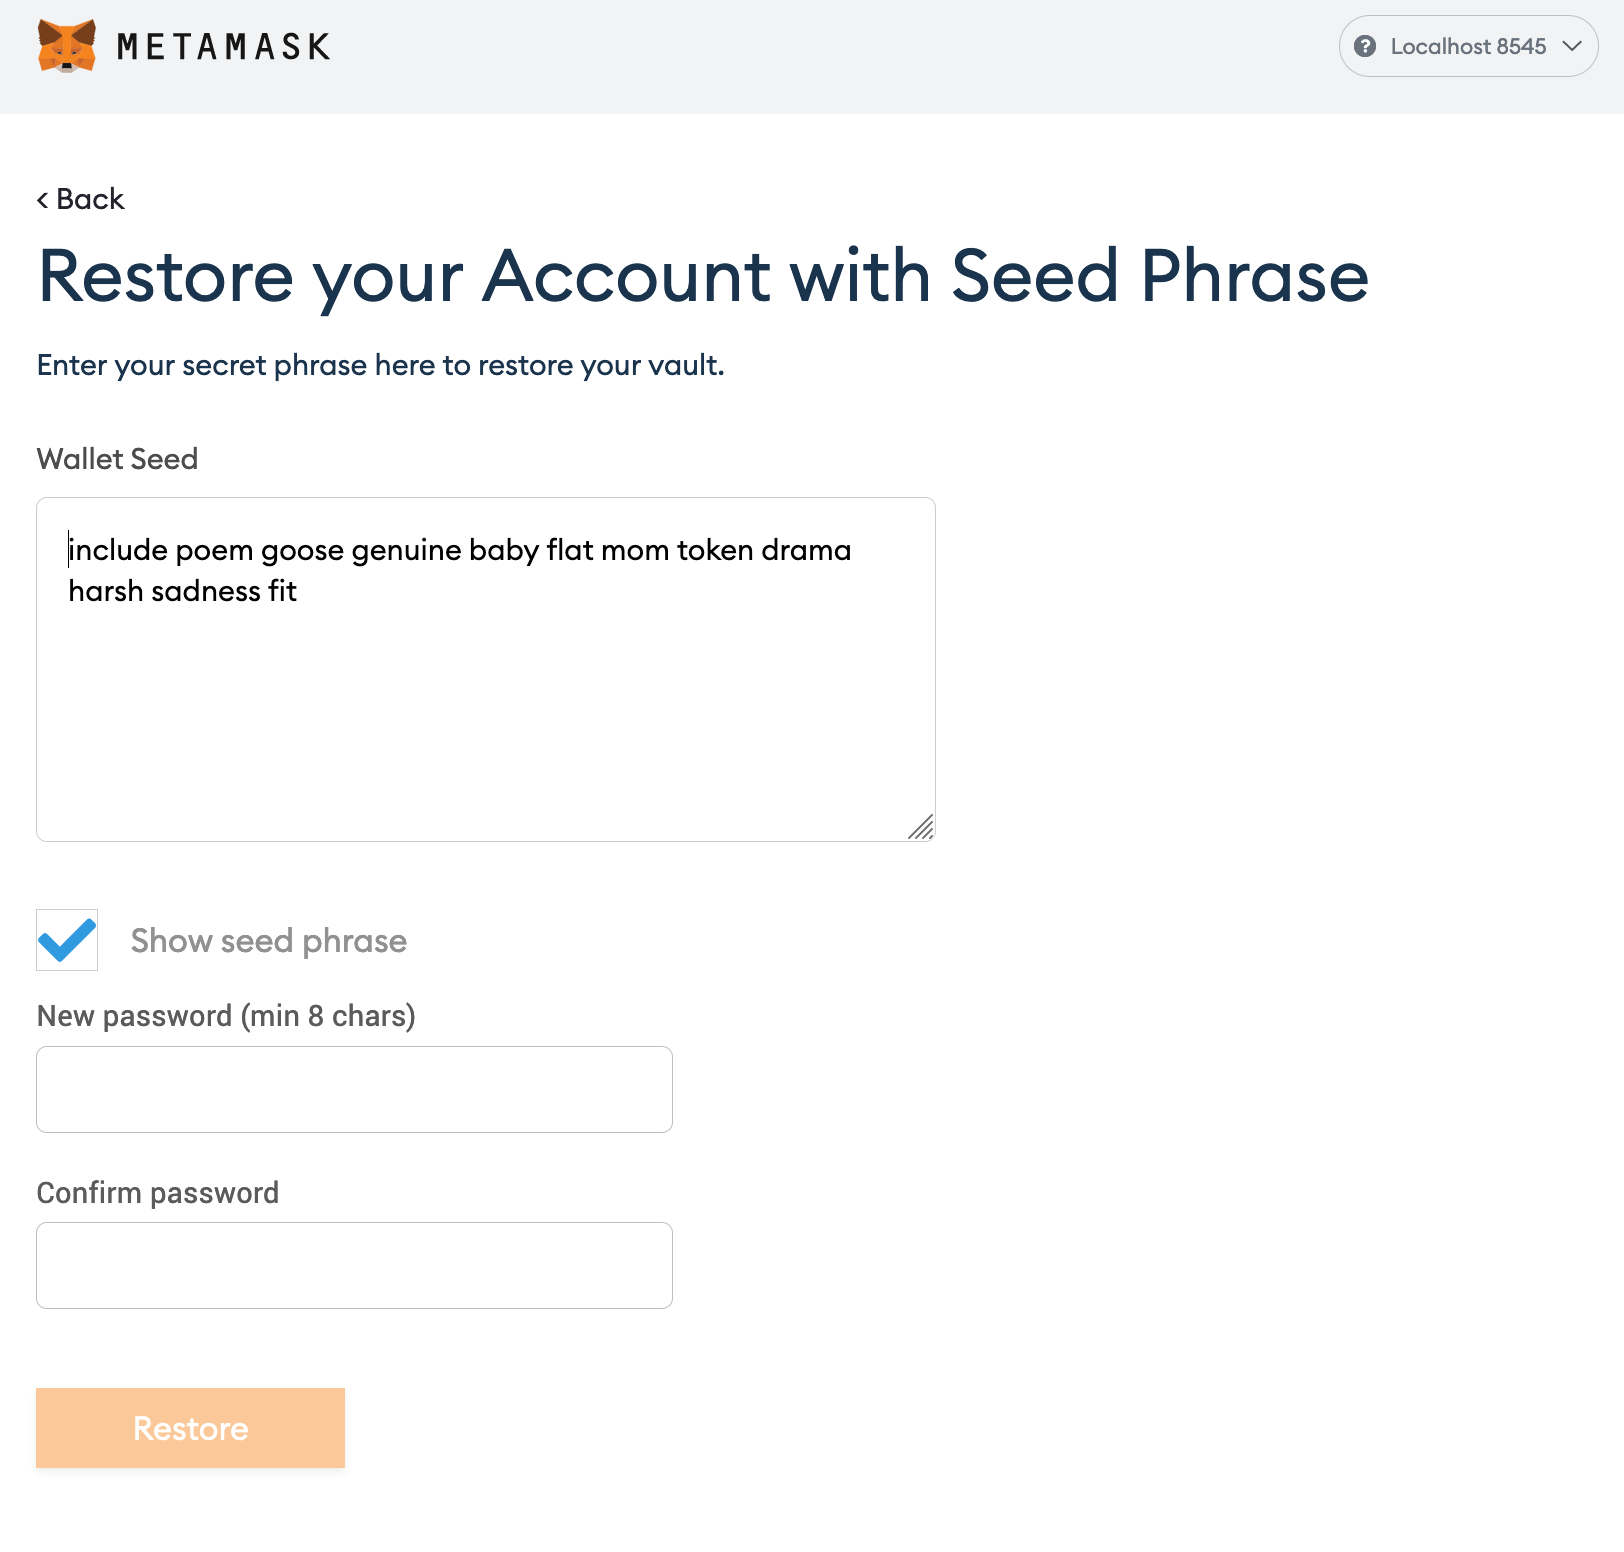 METAMASK
Localhost 8545
< Back
Restore your Account with Seed Phrase
Enter your secret phrase here to restore your vault.
Wallet Seed
include poem goose genuine baby flat mom token drama
harsh sadness fit
Show seed phrase
New password (min 8 chars)
Confirm password
Restore